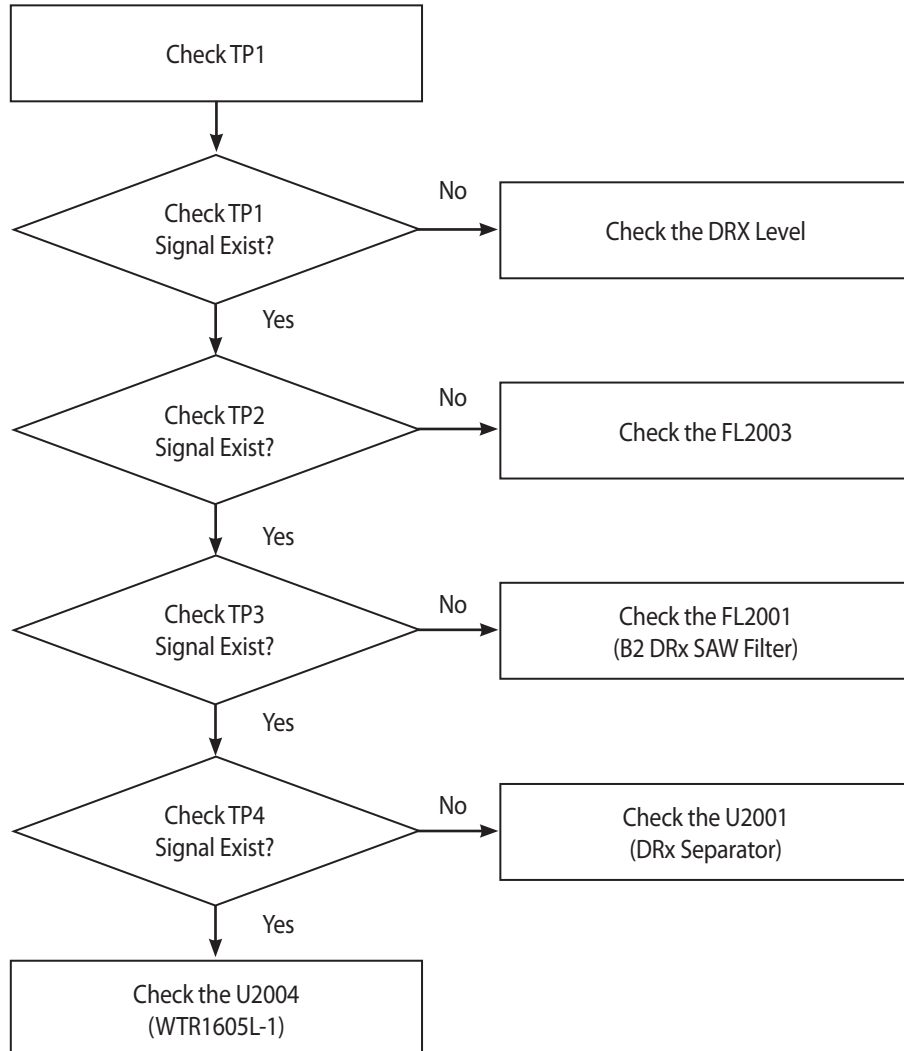 Check TP1
Check TP1
Signal Exist?
No
Check the DRX Level
Yes
Check TP2
Signal Exist?
No
Check the FL2003
Yes
Check TP3
Signal Exist?
No
Check the FL2001
(B2 DRx SAW Filter)
Yes
Check TP4
Signal Exist?
No
Check the U2001
(DRx Separator)
Yes
Check the U2004
(WTR1605L-1)